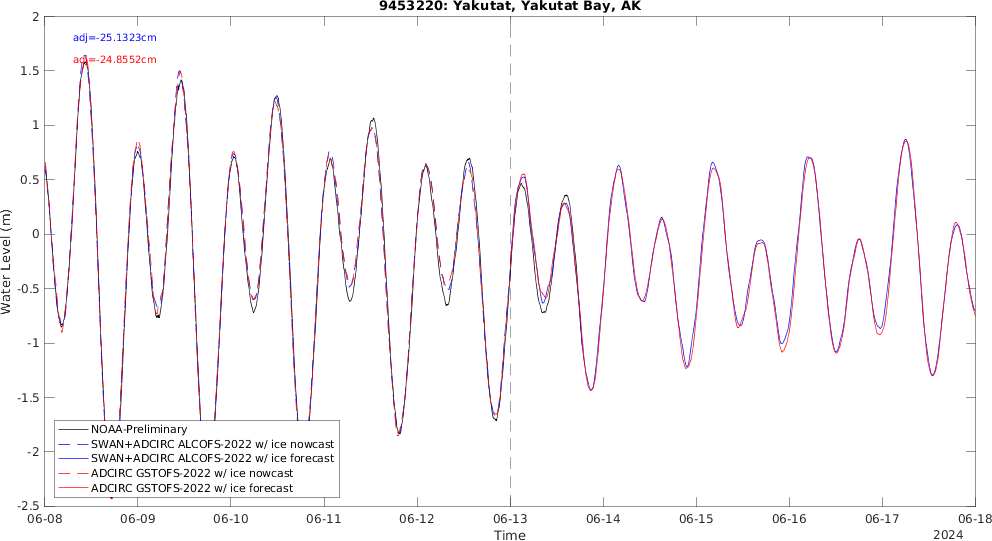 9453220: Yakutat, Yakutat Bay, AK
adj=-25.1323cm
adj=-24.8552cm
Water Level (m)
2
1.5
1
0.5
0
-0.5
-1
-1.5
-2
-2.5
NOAA-Preliminary
SWAN+ADCIRC ALCOFS-2022 w/ ice nowcast
SWAN+ADCIRC ALCOFS-2022 w/ ice forecast
ADCIRC GSTOFS-2022 w/ ice nowcast
ADCIRC GSTOFS-2022 w/ ice forecast
06-08 06-09 06-10 06-11 06-12 06-13 06-14 06-15 06-16 06-17 06-18
Time
2024